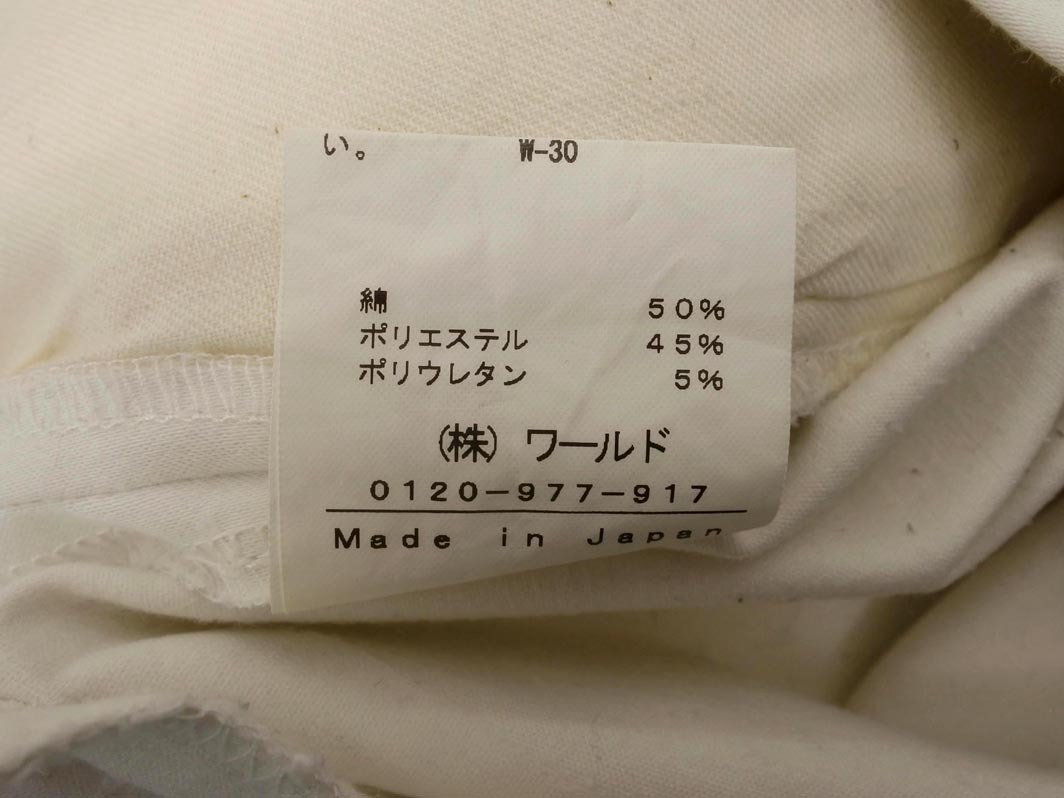 い。 W-30
綿 50%
ポリエステル 45%
ポリウレタン 5%
(株) ワールド
0120-977-917
Made in Japan